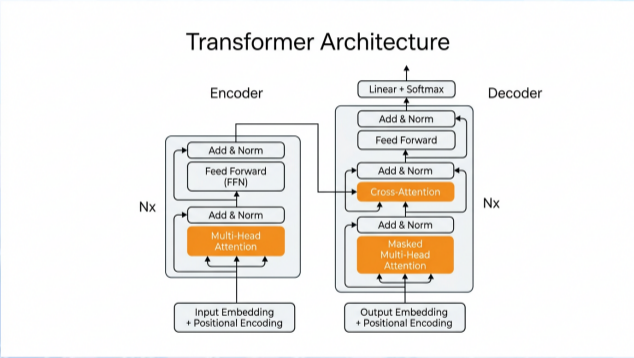 Transformer Architecture
Encoder
Add & Norm
Feed Forward
(FFN)
Nx
Add & Norm
Multi-Head
Attention
Input Embedding
+ Positional Encoding
Decoder
Linear + Softmax
Add & Norm
Feed Forward
Add & Norm
Cross-Attention
Nx
Add & Norm
Masked
Multi-Head
Attention
Output Embedding
+ Positional Encoding